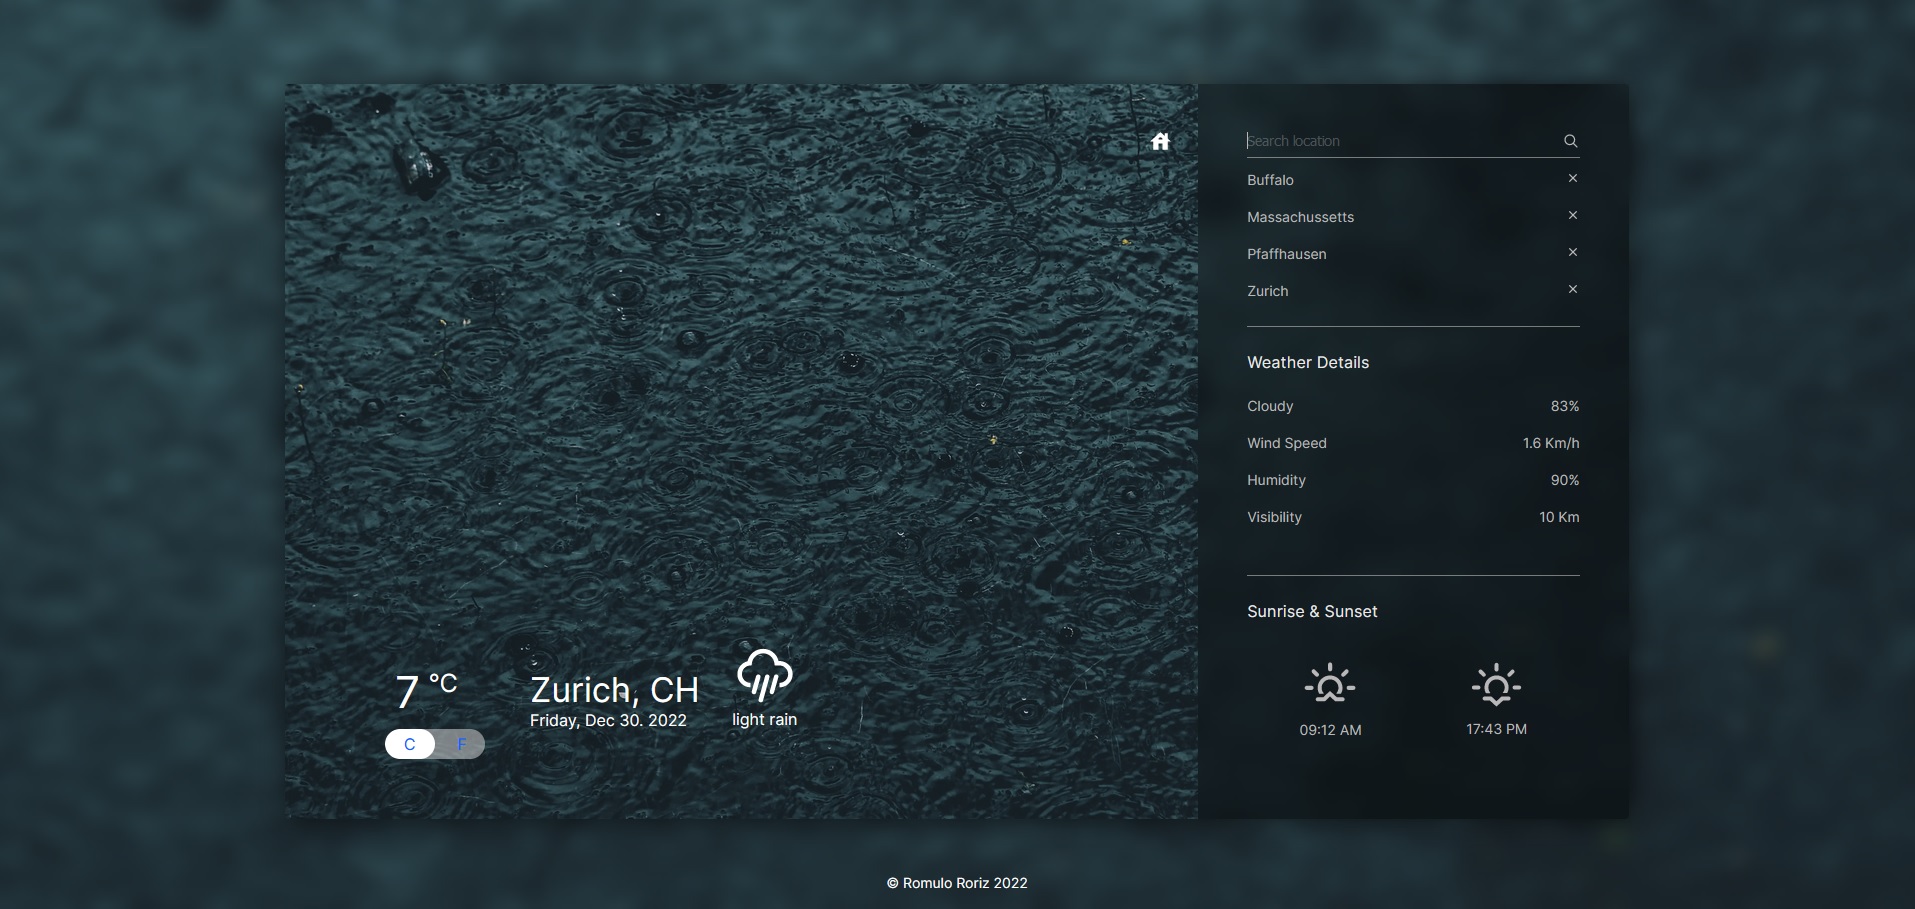 Search location
Buffalo
Massachussetts
Pfaffhausen
Zurich
Weather Details
Cloudy 83%
Wind Speed 1.6 Km/h
Humidity 90%
Visibility 10 Km
Sunrise & Sunset
09:12 AM 17:43 PM
7 °C
C F
Zurich, CH
Friday, Dec 30. 2022
light rain
© Romulo Roriz 2022